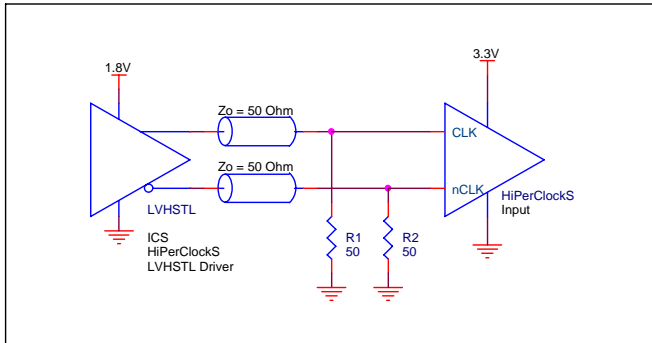 1.8V
3.3V
Zo = 50 Ohm
CLK
Zo = 50 Ohm
nCLK
LVHSTL
HiPerClockS
Input
ICS
HiPerClockS
LVHSTL Driver
R1
50
R2
50